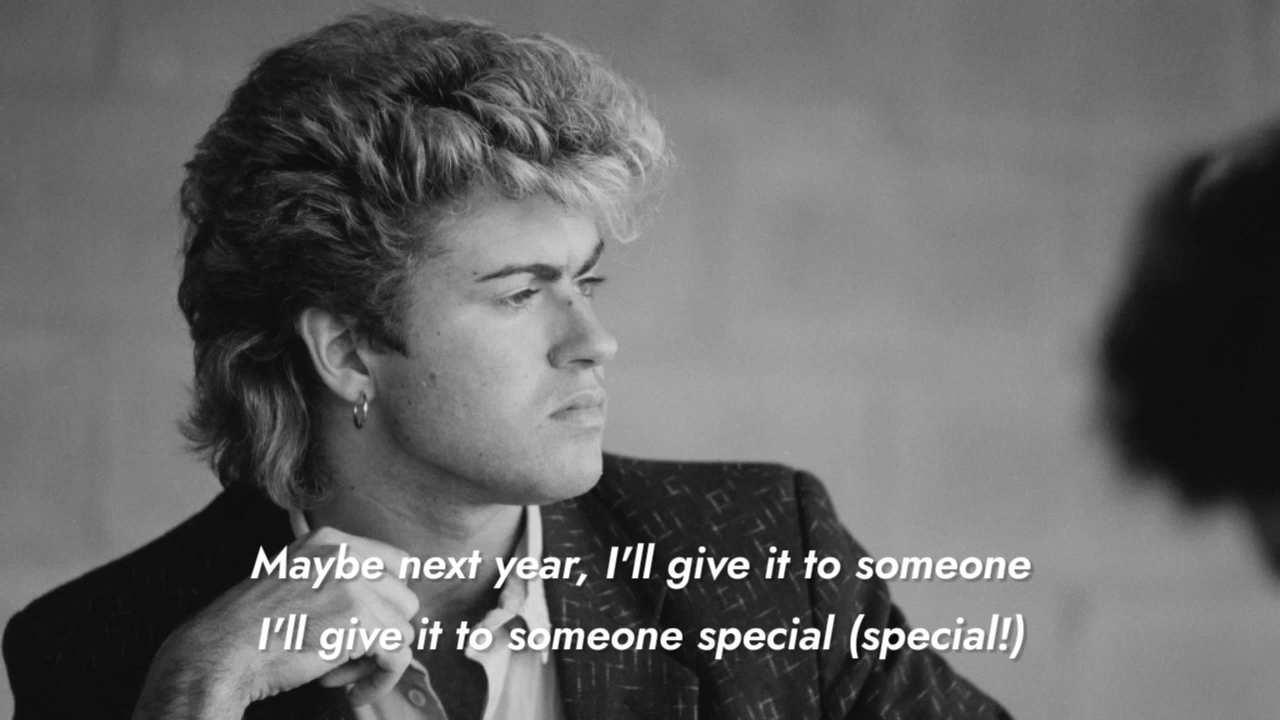 Maybe next year, I'll give it to someone
I'll give it to someone special (special!)